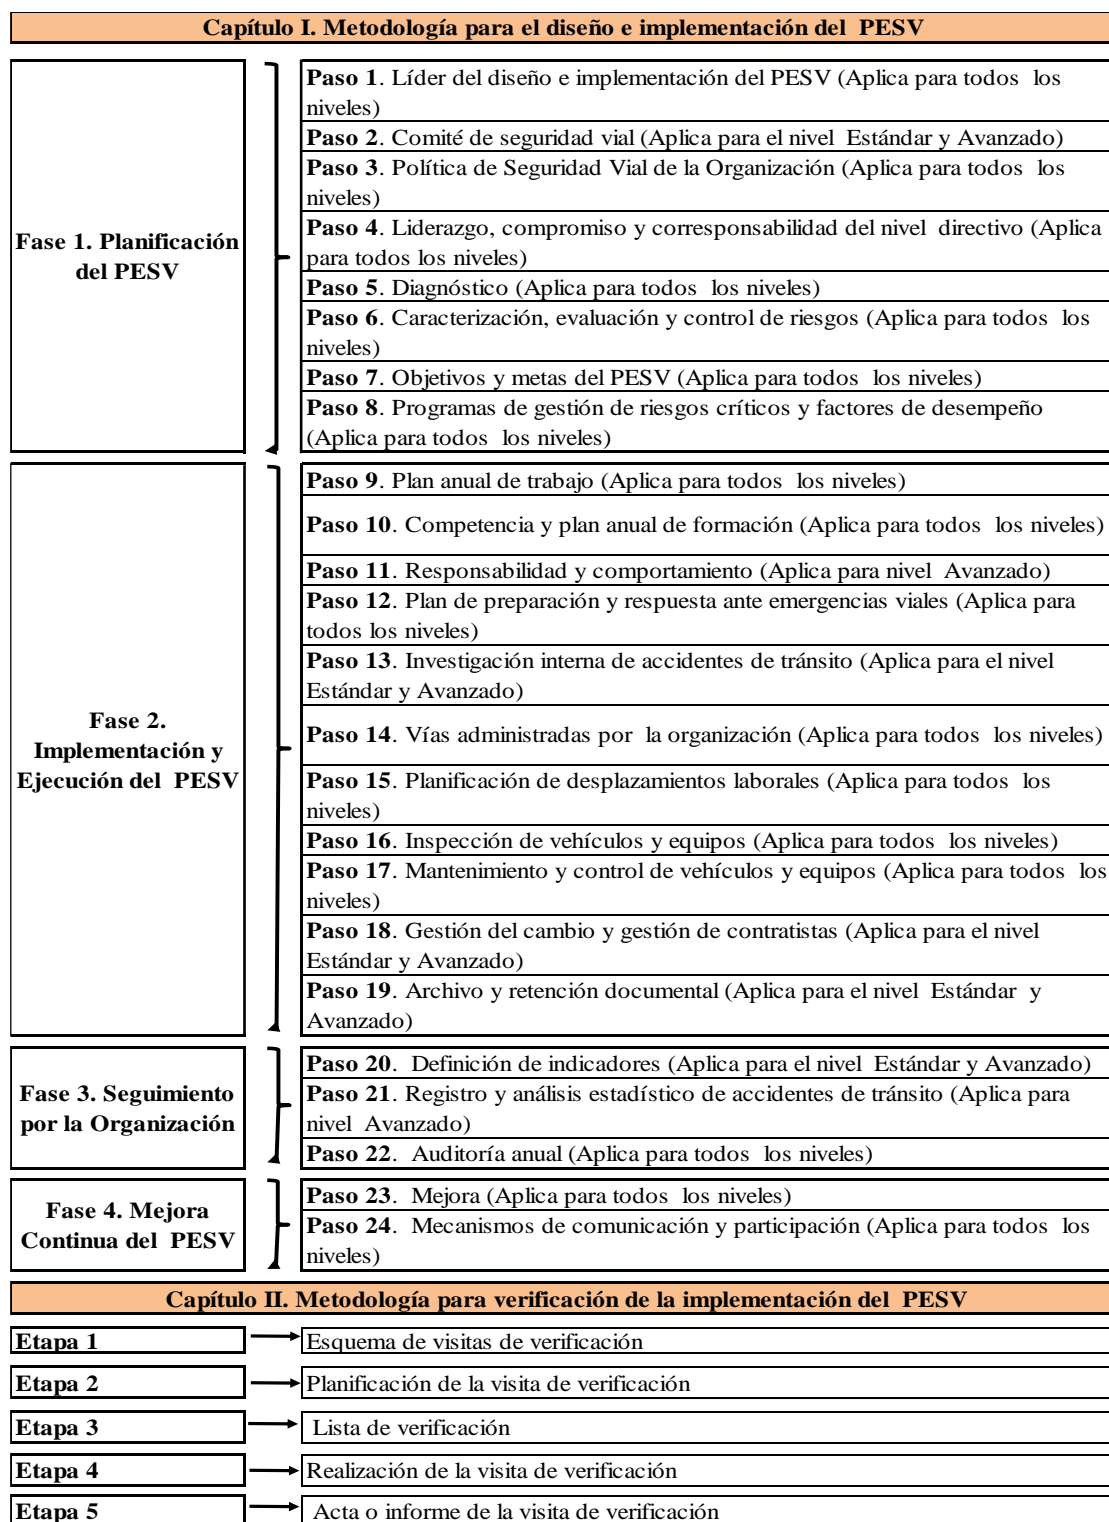 Capítulo I. Metodología para el diseño e implementación del PESV
Fase 1. Planificación
del PESV
Paso 1. Líder del diseño e implementación del PESV (Aplica para todos los
niveles)
Paso 2. Comité de seguridad vial (Aplica para el nivel Estándar y Avanzado)
Paso 3. Política de Seguridad Vial de la Organización (Aplica para todos los
niveles)
Paso 4. Liderazgo, compromiso y corresponsabilidad del nivel directivo (Aplica
para todos los niveles)
Paso 5. Diagnóstico (Aplica para todos los niveles)
Paso 6. Caracterización, evaluación y control de riesgos (Aplica para todos los
niveles)
Paso 7. Objetivos y metas del PESV (Aplica para todos los niveles)
Paso 8. Programas de gestión de riesgos críticos y factores de desempeño
(Aplica para todos los niveles)
Fase 2.
Implementación y
Ejecución del PESV
Paso 9. Plan anual de trabajo (Aplica para todos los niveles)
Paso 10. Competencia y plan anual de formación (Aplica para todos los niveles)
Paso 11. Responsabilidad y comportamiento (Aplica para nivel Avanzado)
Paso 12. Plan de preparación y respuesta ante emergencias viales (Aplica para
todos los niveles)
Paso 13. Investigación interna de accidentes de tránsito (Aplica para el nivel
Estándar y Avanzado)
Paso 14. Vías administradas por la organización (Aplica para todos los niveles)
Paso 15. Planificación de desplazamientos laborales (Aplica para todos los
niveles)
Paso 16. Inspección de vehículos y equipos (Aplica para todos los niveles)
Paso 17. Mantenimiento y control de vehículos y equipos (Aplica para todos los
niveles)
Paso 18. Gestión del cambio y gestión de contratistas (Aplica para el nivel
Estándar y Avanzado)
Paso 19. Archivo y retención documental (Aplica para el nivel Estándar y
Avanzado)
Fase 3. Seguimiento
por la Organización
Paso 20. Definición de indicadores (Aplica para el nivel Estándar y Avanzado)
Paso 21. Registro y análisis estadístico de accidentes de tránsito (Aplica para
nivel Avanzado)
Paso 22. Auditoría anual (Aplica para todos los niveles)
Fase 4. Mejora
Continua del PESV
Paso 23. Mejora (Aplica para todos los niveles)
Paso 24. Mecanismos de comunicación y participación (Aplica para todos los
niveles)
Capítulo II. Metodología para verificación de la implementación del PESV
Etapa 1
Esquema de visitas de verificación
Etapa 2
Planificación de la visita de verificación
Etapa 3
Lista de verificación
Etapa 4
Realización de la visita de verificación
Etapa 5
Acta o informe de la visita de verificación